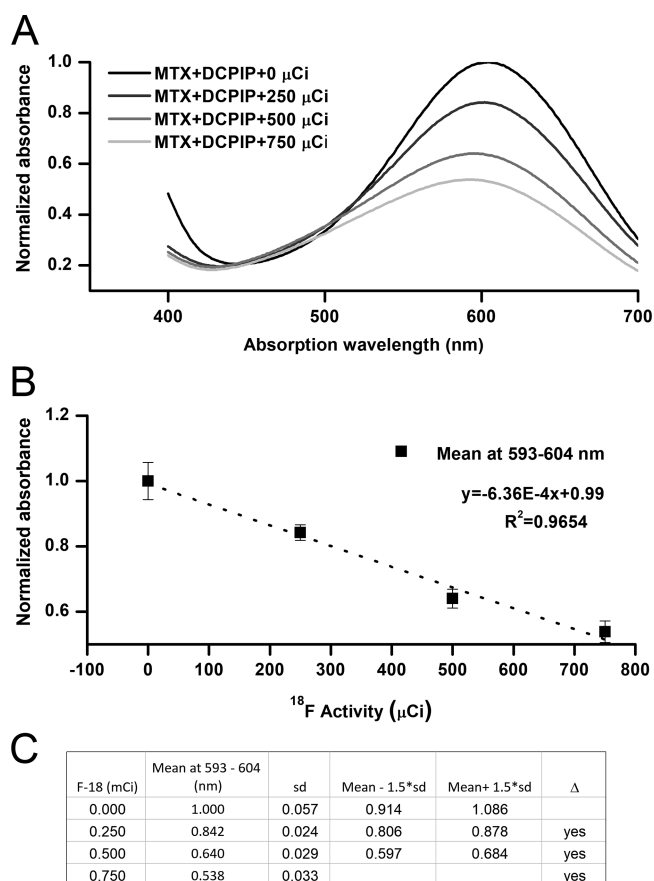 A
1.0
0.8
0.6
0.4
0.2
Normalized absorbance
MTX+DCPIP+0 μCi
MTX+DCPIP+250 μCi
MTX+DCPIP+500 μCi
MTX+DCPIP+750 μCi
400 500 600 700
Absorption wavelength (nm)
B
1.2
1.0
0.8
0.6
Normalized absorbance
Mean at 593-604 nm
y=-6.36E-4x+0.99
R²=0.9654
-100 0 100 200 300 400 500 600 700 800
¹⁸F Activity (μCi)
C
F-18 (mCi) Mean at 593 - 604 (nm) sd Mean - 1.5*sd Mean+ 1.5*sd Δ
0.000 1.000 0.057 0.914 1.086
0.250 0.842 0.024 0.806 0.878 yes
0.500 0.640 0.029 0.597 0.684 yes
0.750 0.538 0.033 yes